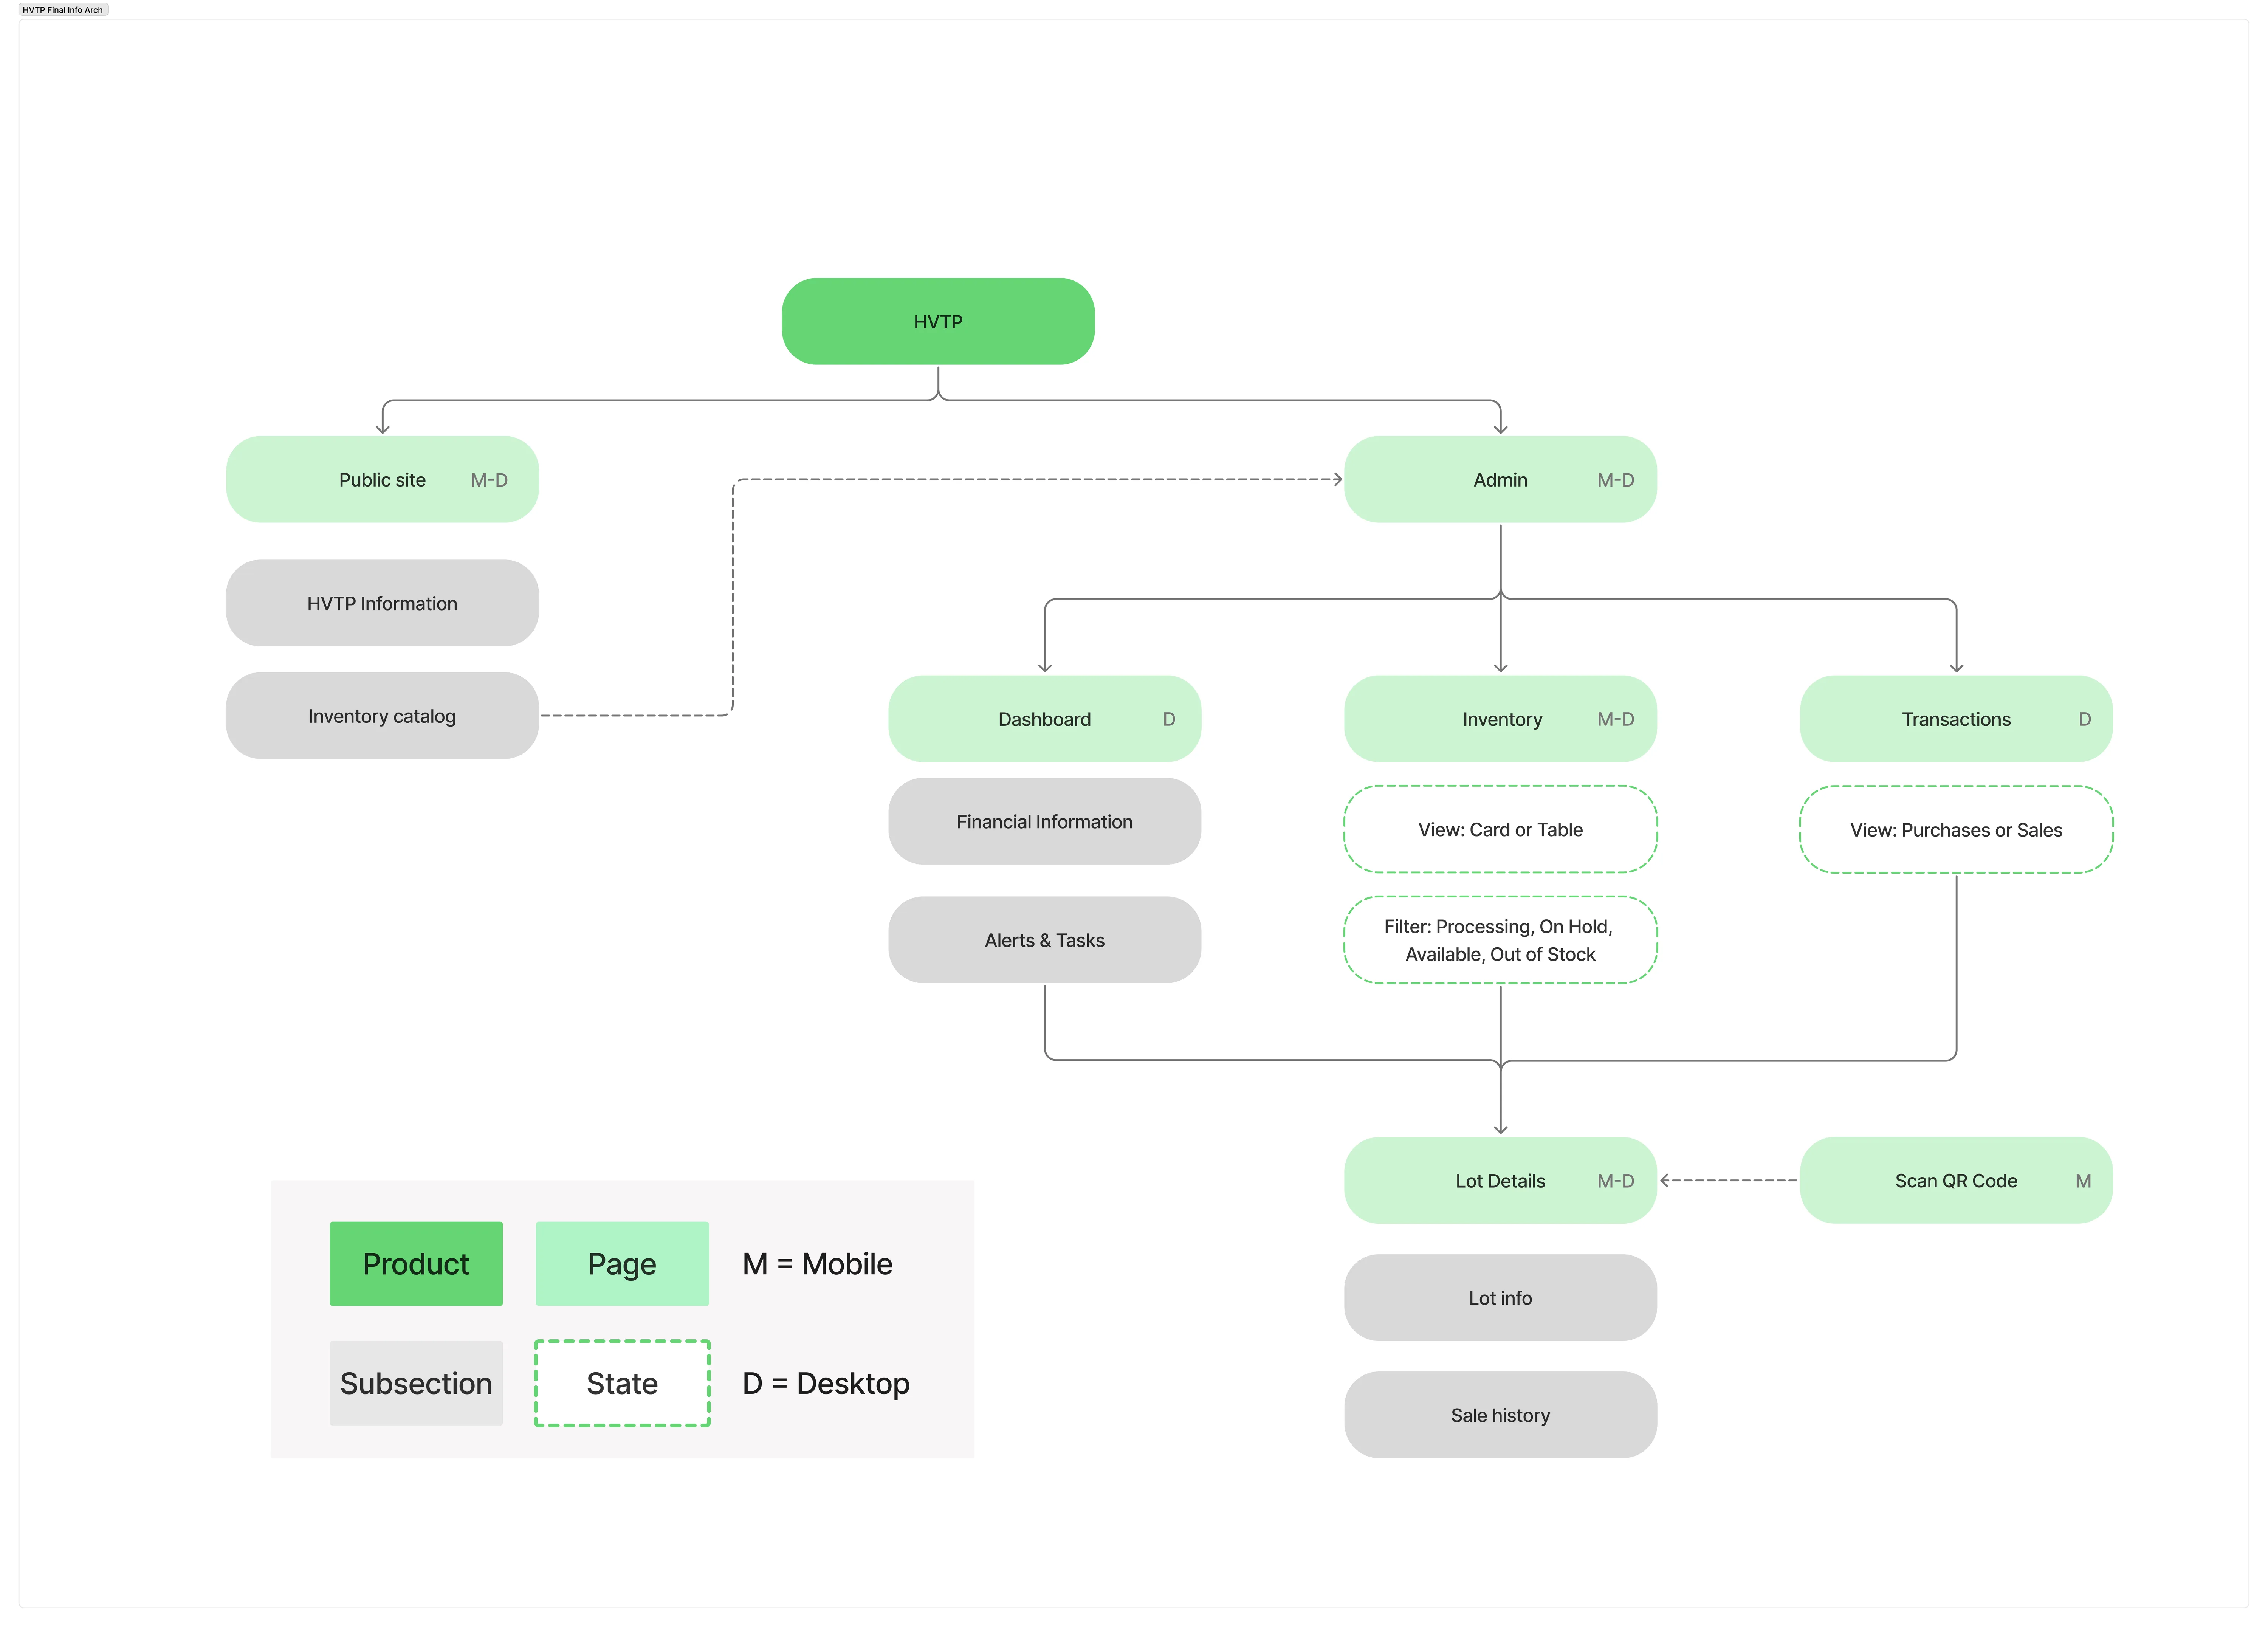 HVTP Final Info Arch
HVTP
Public site M-D
Admin M-D
HVTP Information
Inventory catalog
Dashboard D
Inventory M-D
Transactions D
Financial Information
View: Card or Table
View: Purchases or Sales
Alerts & Tasks
Filter: Processing, On Hold,
Available, Out of Stock
Lot Details M-D
Scan QR Code M
Lot info
Sale history
Product
Page
M = Mobile
Subsection
State
D = Desktop